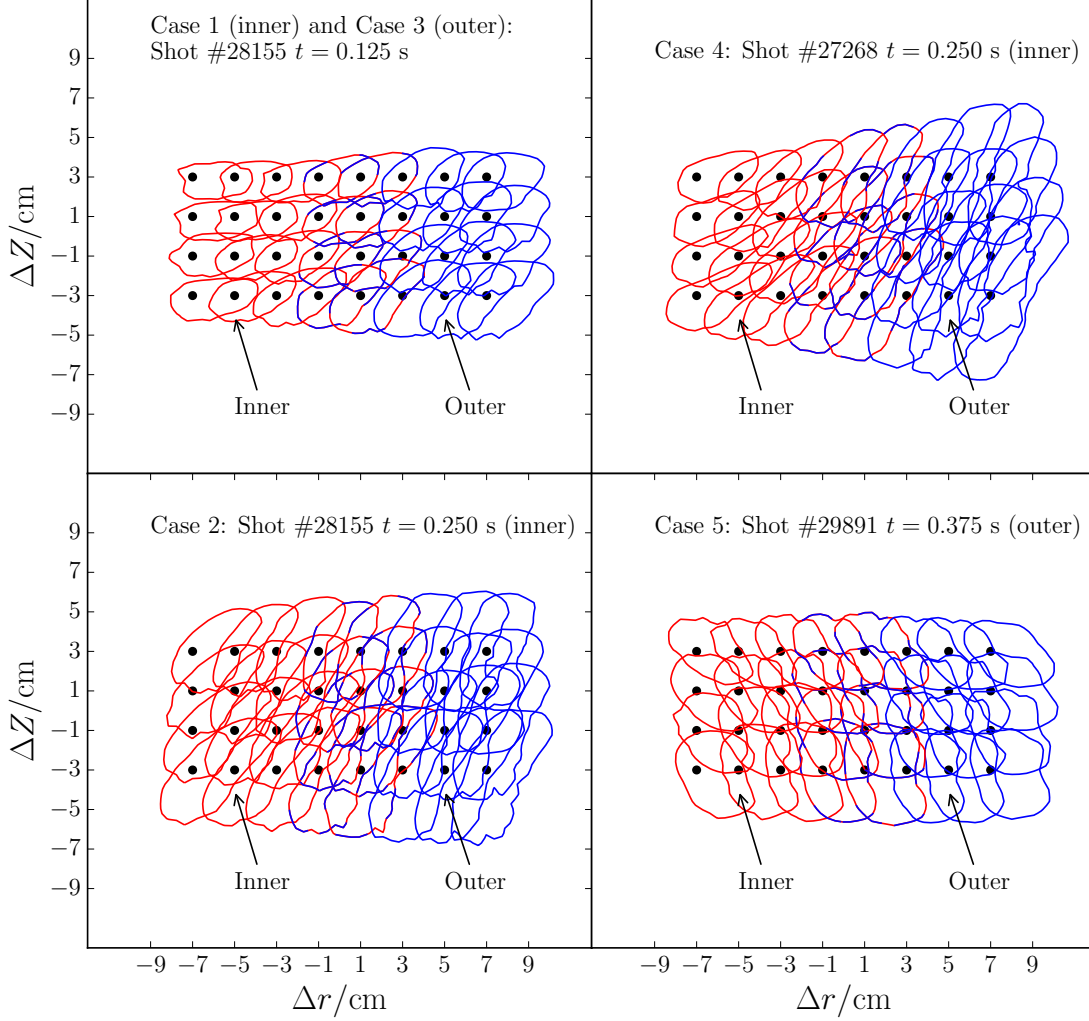 Case 1 (inner) and Case 3 (outer):
Shot #28155 t = 0.125 s
Case 4: Shot #27268 t = 0.250 s (inner)
9
7
5
3
1
−1
−3
−5
−7
−9
ΔZ/cm
Inner
Outer
Inner
Outer
Case 2: Shot #28155 t = 0.250 s (inner)
Case 5: Shot #29891 t = 0.375 s (outer)
9
7
5
3
1
−1
−3
−5
−7
−9
ΔZ/cm
Inner
Outer
Inner
Outer
−9 −7 −5 −3 −1 1 3 5 7 9
−9 −7 −5 −3 −1 1 3 5 7 9
Δr/cm
Δr/cm